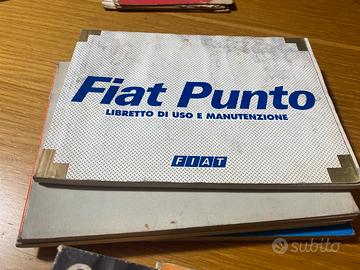 Fiat Punto
LIBRETTO DI USO E MANUTENZIONE
FIAT
subito